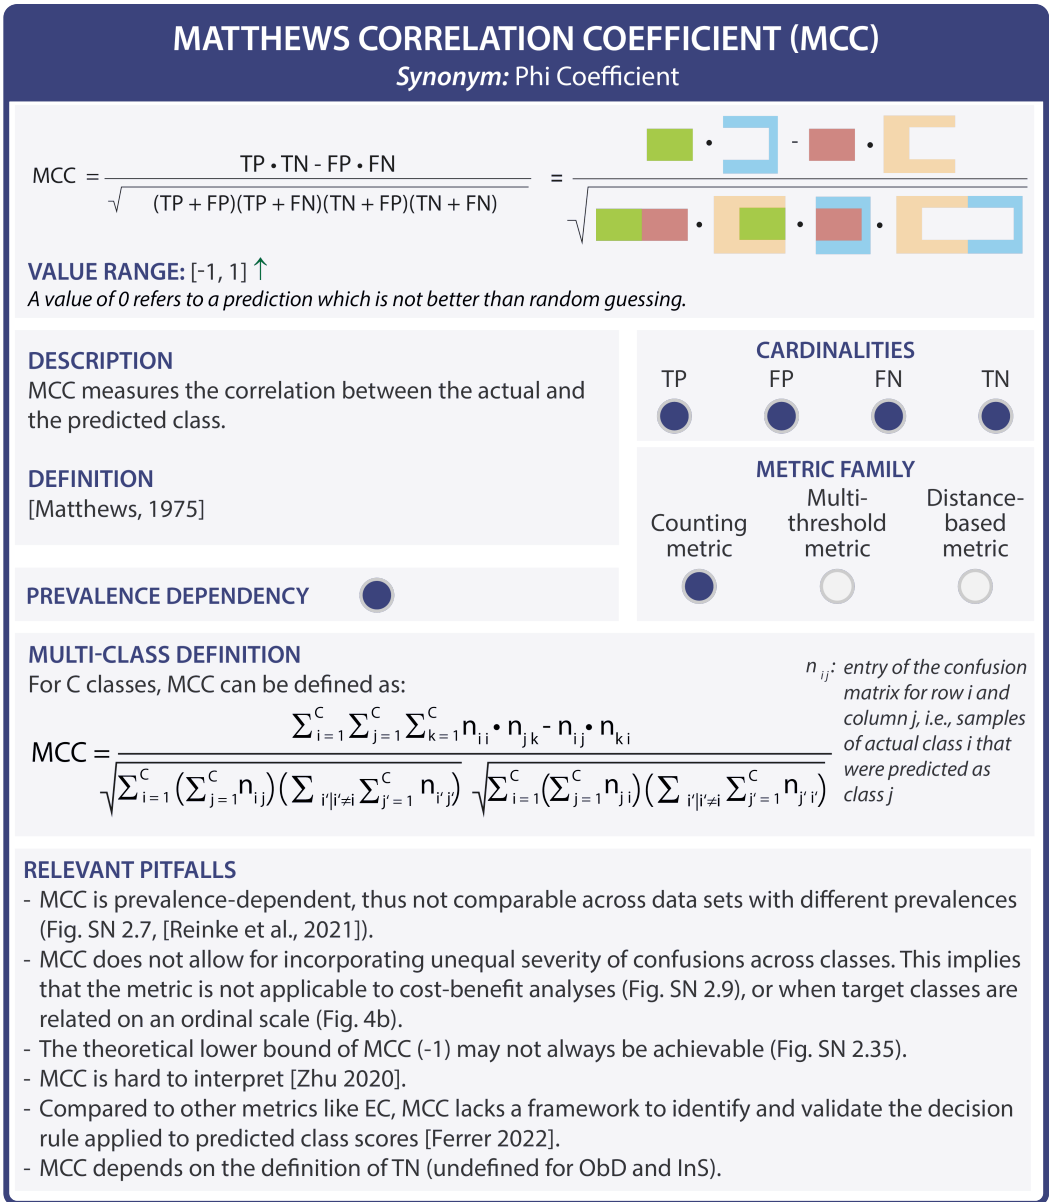 MATTHEWS CORRELATION COEFFICIENT (MCC)
Synonym: Phi Coefficient
MCC = TP • TN - FP • FN / √ (TP + FP)(TP + FN)(TN + FP)(TN + FN) = • - • / √ • • •
VALUE RANGE: [-1, 1] ↑
A value of 0 refers to a prediction which is not better than random guessing.
DESCRIPTION
MCC measures the correlation between the actual and
the predicted class.
DEFINITION
[Matthews, 1975]
PREVALENCE DEPENDENCY
CARDINALITIES
TP FP FN TN
METRIC FAMILY
Counting
metric
Multi-
threshold
metric
Distance-
based
metric
MULTI-CLASS DEFINITION
For C classes, MCC can be defined as:
MCC = ∑ C i = 1 ∑ C j = 1 ∑ C k = 1 n i i • n j k - n i j • n k i / √ ∑ C i = 1 (∑ C j = 1 n i j)(∑ i'|i'≠i ∑ C j' = 1 n i' j') √ ∑ C i = 1 (∑ C j = 1 n j i)(∑ i'|i'≠i ∑ C j' = 1 n j' i')
n i j: entry of the confusion
matrix for row i and
column j, i.e., samples
of actual class i that
were predicted as
class j
RELEVANT PITFALLS
- MCC is prevalence-dependent, thus not comparable across data sets with different prevalences
(Fig. SN 2.7, [Reinke et al., 2021]).
- MCC does not allow for incorporating unequal severity of confusions across classes. This implies
that the metric is not applicable to cost-benefit analyses (Fig. SN 2.9), or when target classes are
related on an ordinal scale (Fig. 4b).
- The theoretical lower bound of MCC (-1) may not always be achievable (Fig. SN 2.35).
- MCC is hard to interpret [Zhu 2020].
- Compared to other metrics like EC, MCC lacks a framework to identify and validate the decision
rule applied to predicted class scores [Ferrer 2022].
- MCC depends on the definition of TN (undefined for ObD and InS).